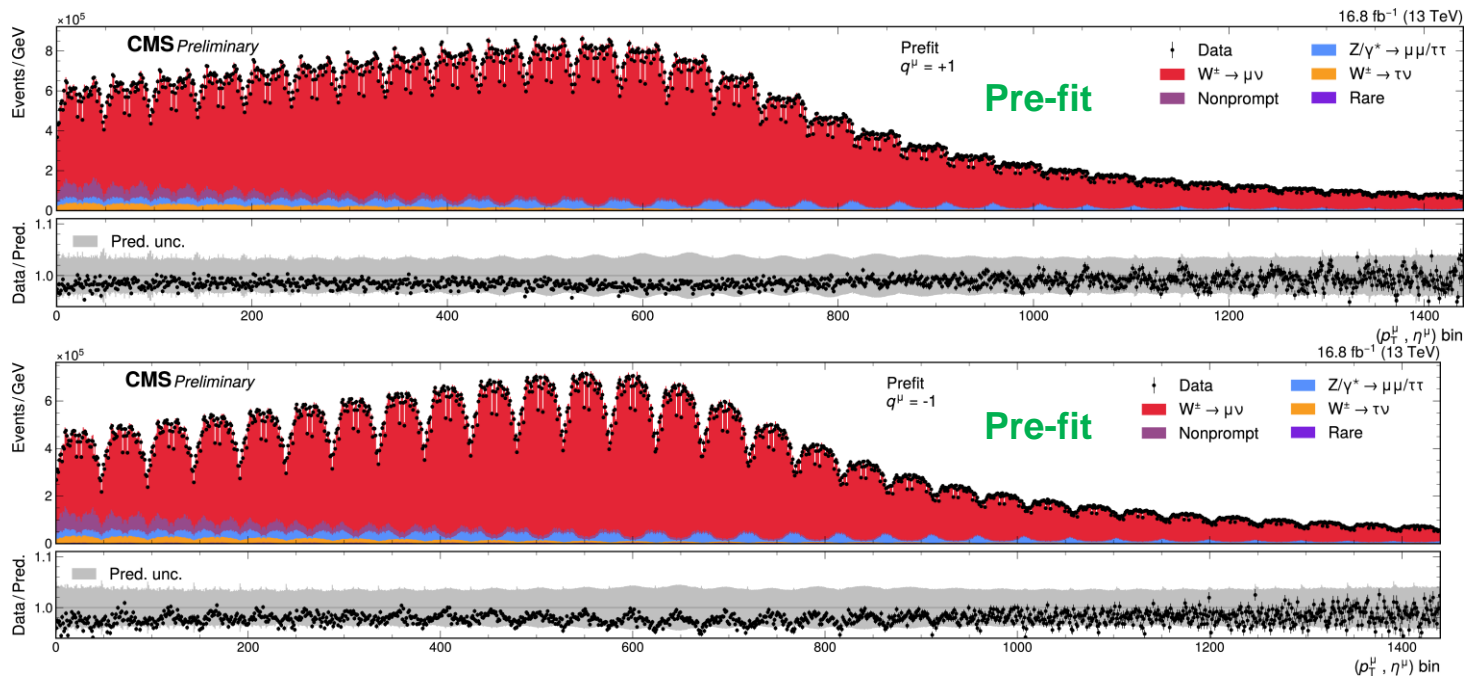 16.8 fb⁻¹ (13 TeV)
×10⁵
CMS Preliminary
Prefit
qᵘ = +1
Pre-fit
Data
Z/γ* → μμ/ττ
W± → μν
W± → τν
Nonprompt
Rare
Events/GeV
8
6
4
2
0
Pred. unc.
Data/Pred.
1.1
1.0
0 200 400 600 800 1000 1200 1400
(p_T^μ , η^μ) bin
16.8 fb⁻¹ (13 TeV)
×10⁵
CMS Preliminary
Prefit
q^μ = -1
Pre-fit
Data
Z/γ* → μμ/ττ
W± → μν
W± → τν
Nonprompt
Rare
Events/GeV
6
4
2
0
Pred. unc.
Data/Pred.
1.1
1.0
0 200 400 600 800 1000 1200 1400
(p_T^μ , η^μ) bin